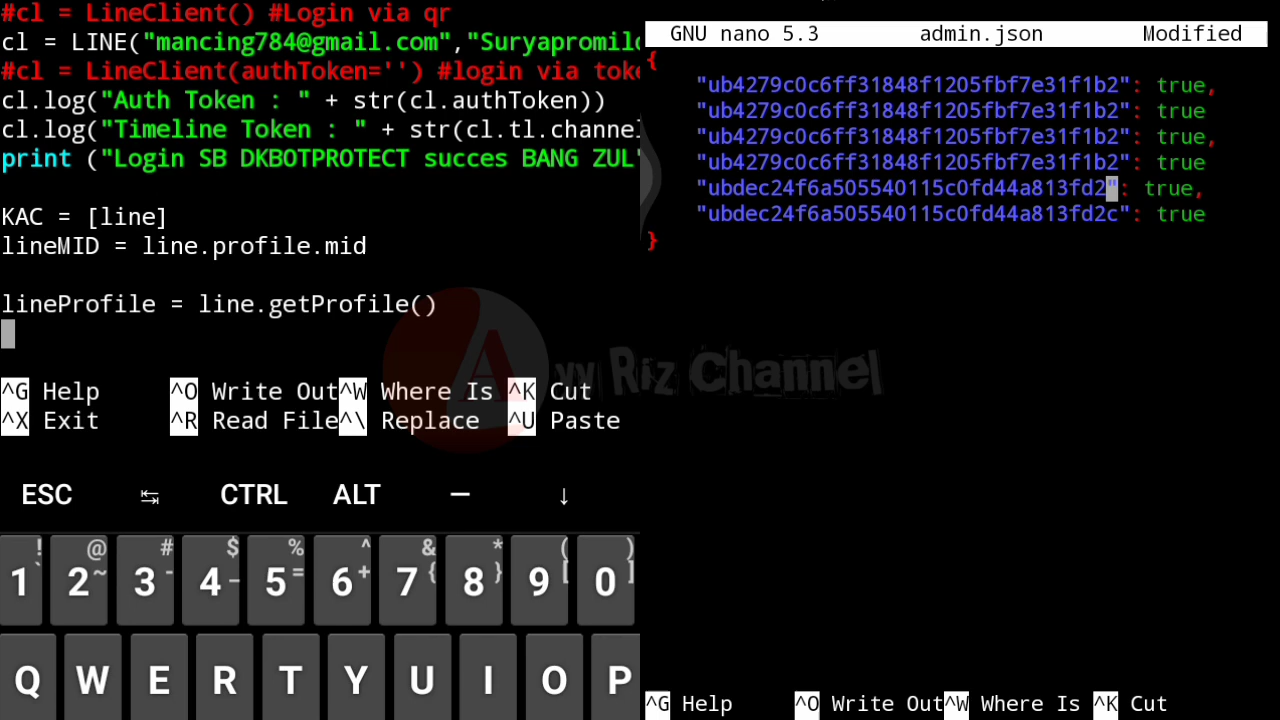 #cl = LineClient() #Login via qr
cl = LINE("mancing784@gmail.com","Suryapromil
#cl = LineClient(authToken='') #login via tok
cl.log("Auth Token : " + str(cl.authToken))
cl.log("Timeline Token : " + str(cl.tl.channe
print ("Login SB DKBOTPROTECT succes BANG ZUL"
KAC = [line]
lineMID = line.profile.mid
lineProfile = line.getProfile()
^G Help ^O Write Out ^W Where Is ^K Cut
^X Exit ^R Read File ^\ Replace ^U Paste
ESC ↹ CTRL ALT — ↓
! @ # $ % ^ & * ( )
1 ` 2 ~ 3 - 4 _ 5 = 6 + 7 { 8 } 9 [ 0 ]
Q W E R T Y U I O P
GNU nano 5.3 admin.json Modified
{
"ub4279c0c6ff31848f1205fbf7e31f1b2": true,
"ub4279c0c6ff31848f1205fbf7e31f1b2": true
"ub4279c0c6ff31848f1205fbf7e31f1b2": true,
"ub4279c0c6ff31848f1205fbf7e31f1b2": true
"ubdec24f6a505540115c0fd44a813fd2": true,
"ubdec24f6a505540115c0fd44a813fd2c": true
}
Riz Channel
^G Help ^O Write Out ^W Where Is ^K Cut